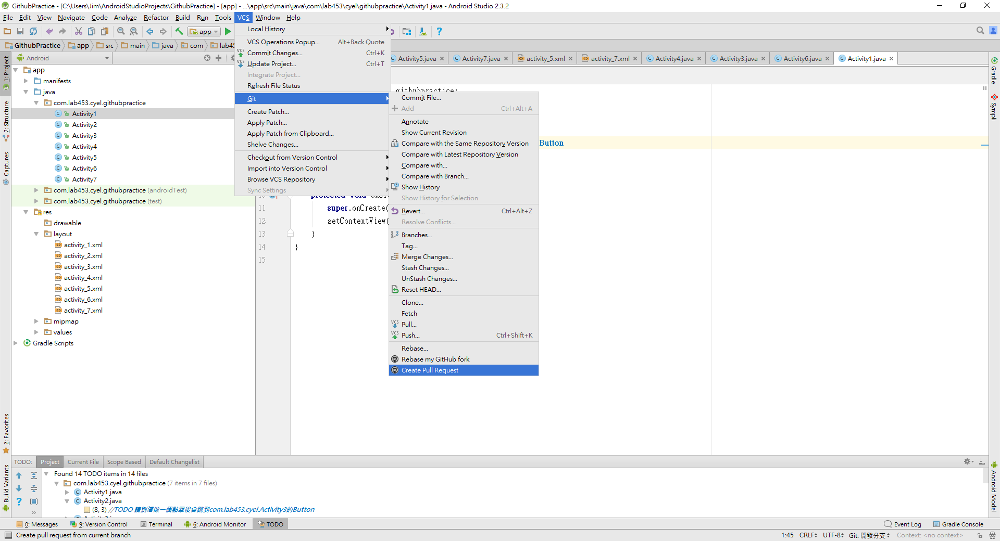 GithubPractice - [C:\Users\Jim\AndroidStudioProjects\GithubPractice] - [app] - ...\app\src\main\java\com\lab453\cyel\githubpractice\Activity1.java - Android Studio 2.3.2
File Edit View Navigate Code Analyze Refactor Build Run Tools VCS Window Help
app
GithubPractice app src main java com lab45
Android
Activity5.java Activity7.java activity_5.xml activity_7.xml Activity4.java Activity3.java Activity6.java Activity1.java
1: Project
7: Structure
Captures
2: Favorites
Build Variants
app
manifests
java
com.lab453.cyel.githubpractice
Activity1
Activity2
Activity3
Activity4
Activity5
Activity6
Activity7
com.lab453.cyel.githubpractice (androidTest)
com.lab453.cyel.githubpractice (test)
res
drawable
layout
activity_1.xml
activity_2.xml
activity_3.xml
activity_4.xml
activity_5.xml
activity_6.xml
activity_7.xml
mipmap
values
Gradle Scripts
Local History
VCS Operations Popup... Alt+Back Quote
VCS Commit Changes... Ctrl+K
VCS Update Project... Ctrl+T
Integrate Project...
Refresh File Status
Git
Create Patch...
Apply Patch...
Apply Patch from Clipboard...
Shelve Changes...
Checkout from Version Control
Import into Version Control
Browse VCS Repository
Sync Settings
Commit File...
Add Ctrl+Alt+A
Annotate
Show Current Revision
Compare with the Same Repository Version
Compare with Latest Repository Version
Compare with...
Compare with Branch...
Show History
Show History for Selection
Revert... Ctrl+Alt+Z
Resolve Conflicts...
Branches...
Tag...
Merge Changes...
Stash Changes...
UnStash Changes...
Reset HEAD...
Clone...
Fetch
VCS Pull...
VCS Push... Ctrl+Shift+K
Rebase...
Rebase my GitHub fork
Create Pull Request
githubpractice;
Button
10 protected void onCre
11 super.onCreate(
12 setContentView(
13 }
14 }
15
Gradle
Sympli
Android Model
TODO: Project Current File Scope Based Default Changelist
Found 14 TODO items in 14 files
com.lab453.cyel.githubpractice (7 items in 7 files)
Activity1.java
Activity2.java
(8, 3) //TODO 請劉濬做一個點擊後會跳到com.lab453.cyel.Activity3的Button
0: Messages 9: Version Control Terminal 6: Android Monitor TODO Event Log Gradle Console
Create pull request from current branch 1:45 CRLF UTF-8 Git: 開發分支 Context: <no context>